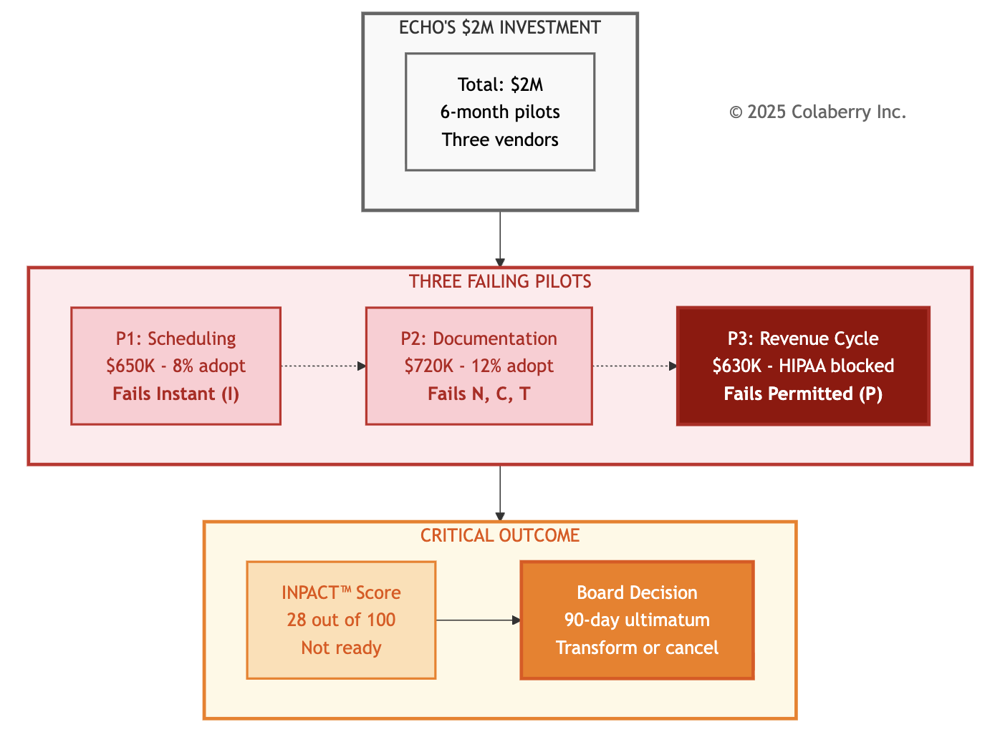 ECHO'S $2M INVESTMENT
Total: $2M
6-month pilots
Three vendors
© 2025 Colaberry Inc.
THREE FAILING PILOTS
P1: Scheduling
$650K - 8% adopt
Fails Instant (I)
P2: Documentation
$720K - 12% adopt
Fails N, C, T
P3: Revenue Cycle
$630K - HIPAA blocked
Fails Permitted (P)
CRITICAL OUTCOME
INPACT™ Score
28 out of 100
Not ready
Board Decision
90-day ultimatum
Transform or cancel